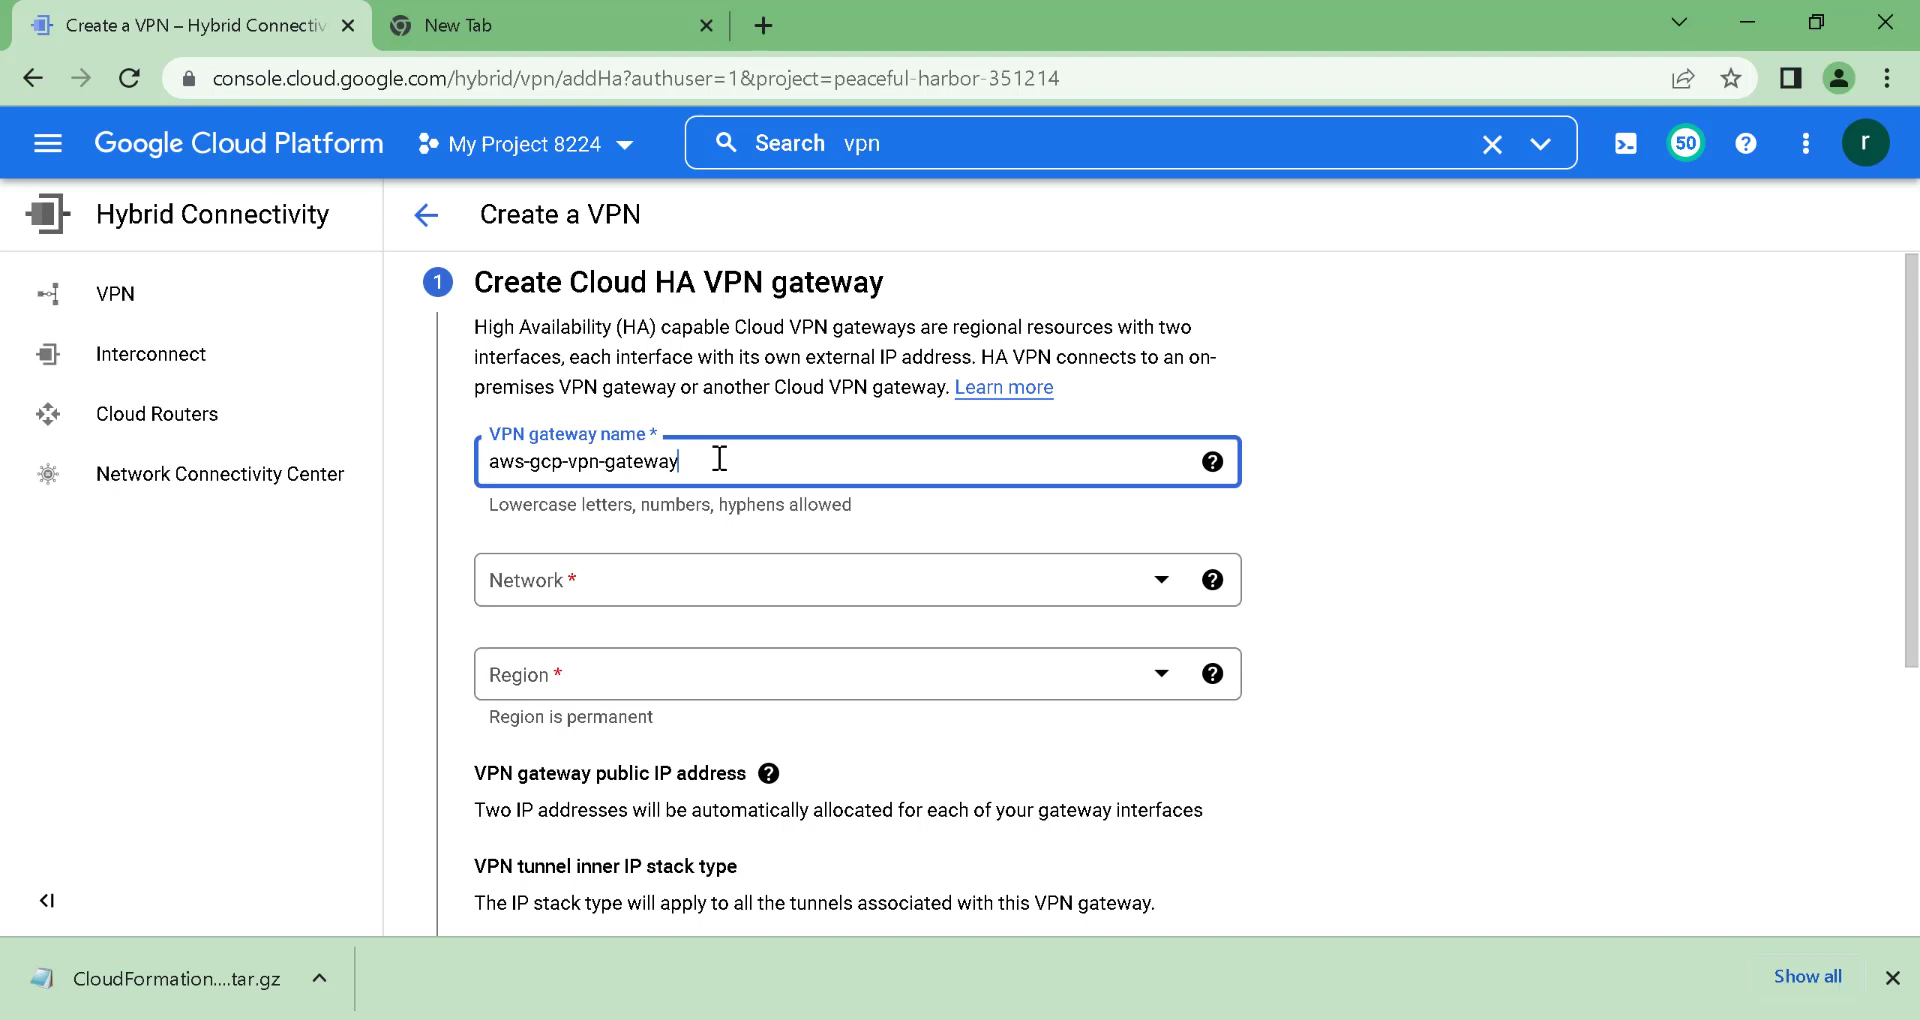 Create a VPN – Hybrid Connectiv
New Tab
console.cloud.google.com/hybrid/vpn/addHa?authuser=1&project=peaceful-harbor-351214
Google Cloud Platform
My Project 8224
Search vpn
50
r
Hybrid Connectivity
Create a VPN
VPN
Interconnect
Cloud Routers
Network Connectivity Center
1 Create Cloud HA VPN gateway
High Availability (HA) capable Cloud VPN gateways are regional resources with two
interfaces, each interface with its own external IP address. HA VPN connects to an on-
premises VPN gateway or another Cloud VPN gateway. Learn more
VPN gateway name *
aws-gcp-vpn-gateway
Lowercase letters, numbers, hyphens allowed
Network *
Region *
Region is permanent
VPN gateway public IP address
Two IP addresses will be automatically allocated for each of your gateway interfaces
VPN tunnel inner IP stack type
The IP stack type will apply to all the tunnels associated with this VPN gateway.
CloudFormation....tar.gz
Show all